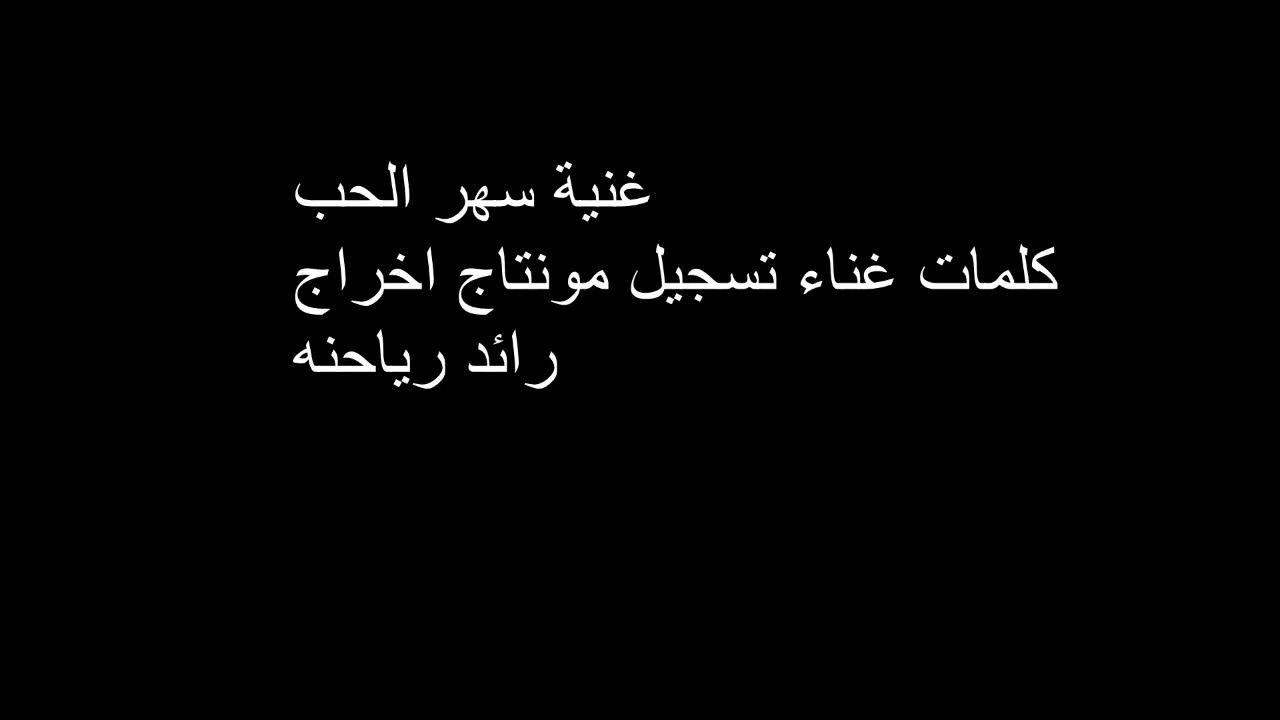 غنية سهر الحب
كلمات غناء تسجيل مونتاج اخراج
رائد رياحنه